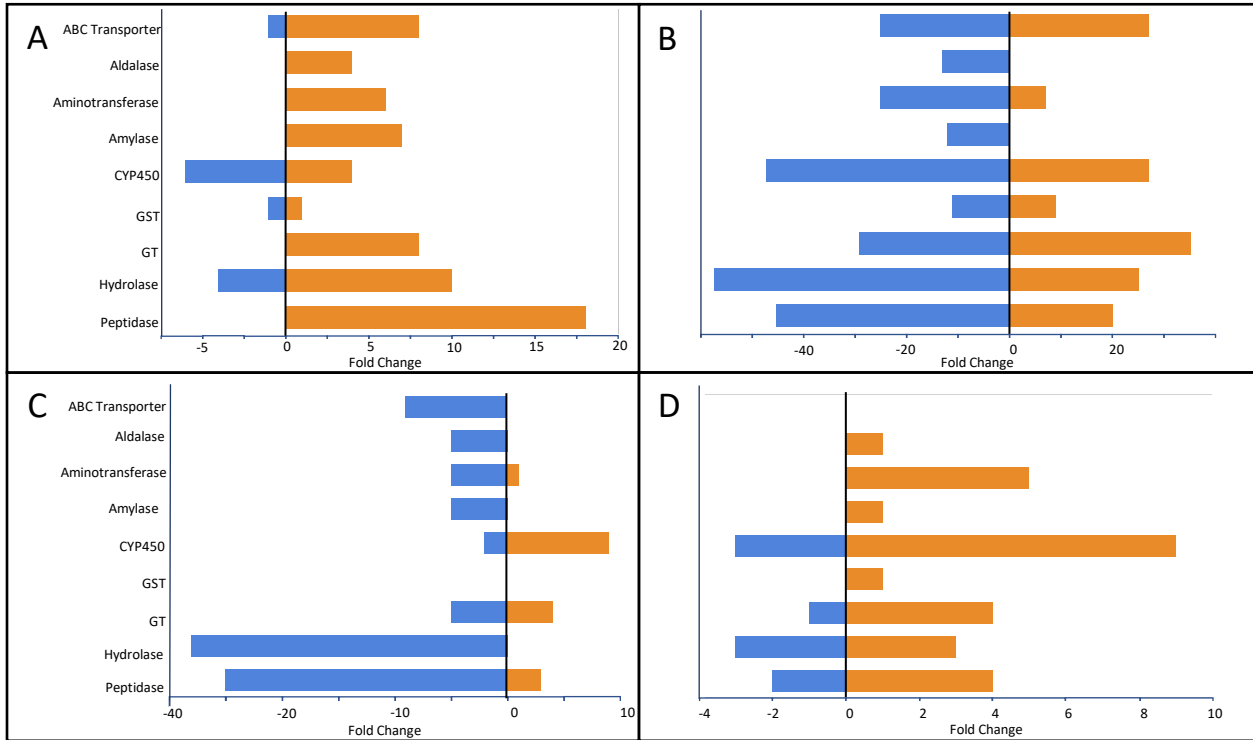 A
ABC Transporter
Aldalase
Aminotransferase
Amylase
CYP450
GST
GT
Hydrolase
Peptidase
-5 0 5 10 15 20
Fold Change
B
-40 -20 0 20
Fold Change
C
ABC Transporter
Aldalase
Aminotransferase
Amylase
CYP450
GST
GT
Hydrolase
Peptidase
-40 -20 -10 0 10
Fold Change
D
-4 -2 0 2 4 6 8 10
Fold Change